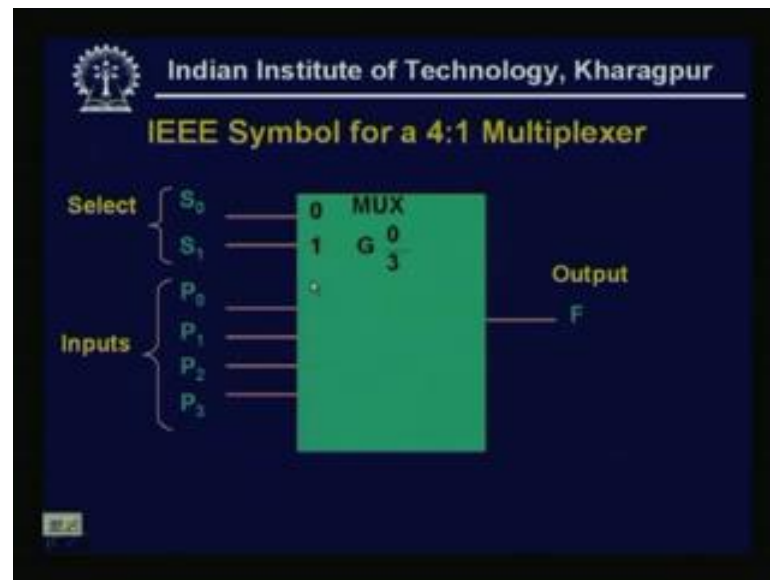 Indian Institute of Technology, Kharagpur
IEEE Symbol for a 4:1 Multiplexer
Select
S₀
S₁
Inputs
P₀
P₁
P₂
P₃
0
1
MUX
G 0/3
Output
F